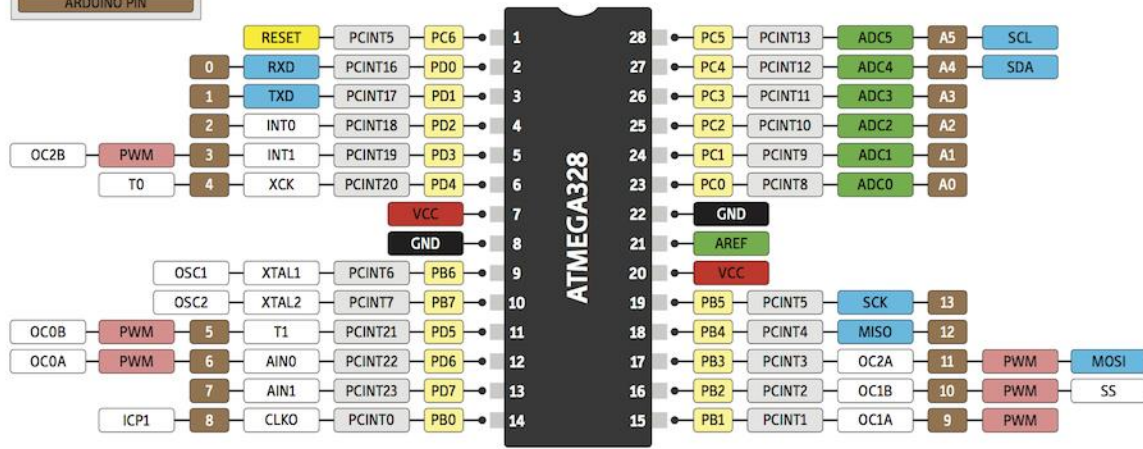 ARDUINO PIN
RESET PCINT5 PC6 1 28 PC5 PCINT13 ADC5 A5 SCL
0 RXD PCINT16 PD0 2 27 PC4 PCINT12 ADC4 A4 SDA
1 TXD PCINT17 PD1 3 26 PC3 PCINT11 ADC3 A3
2 INT0 PCINT18 PD2 4 25 PC2 PCINT10 ADC2 A2
OC2B PWM 3 INT1 PCINT19 PD3 5 24 PC1 PCINT9 ADC1 A1
T0 4 XCK PCINT20 PD4 6 23 PC0 PCINT8 ADC0 A0
VCC 7 22 GND
GND 8 21 AREF
OSC1 XTAL1 PCINT6 PB6 9 20 VCC
OSC2 XTAL2 PCINT7 PB7 10 19 PB5 PCINT5 SCK 13
OC0B PWM 5 T1 PCINT21 PD5 11 18 PB4 PCINT4 MISO 12
OC0A PWM 6 AIN0 PCINT22 PD6 12 17 PB3 PCINT3 OC2A 11 PWM MOSI
7 AIN1 PCINT23 PD7 13 16 PB2 PCINT2 OC1B 10 PWM SS
ICP1 8 CLKO PCINT0 PB0 14 15 PB1 PCINT1 OC1A 9 PWM
ATMEGA328